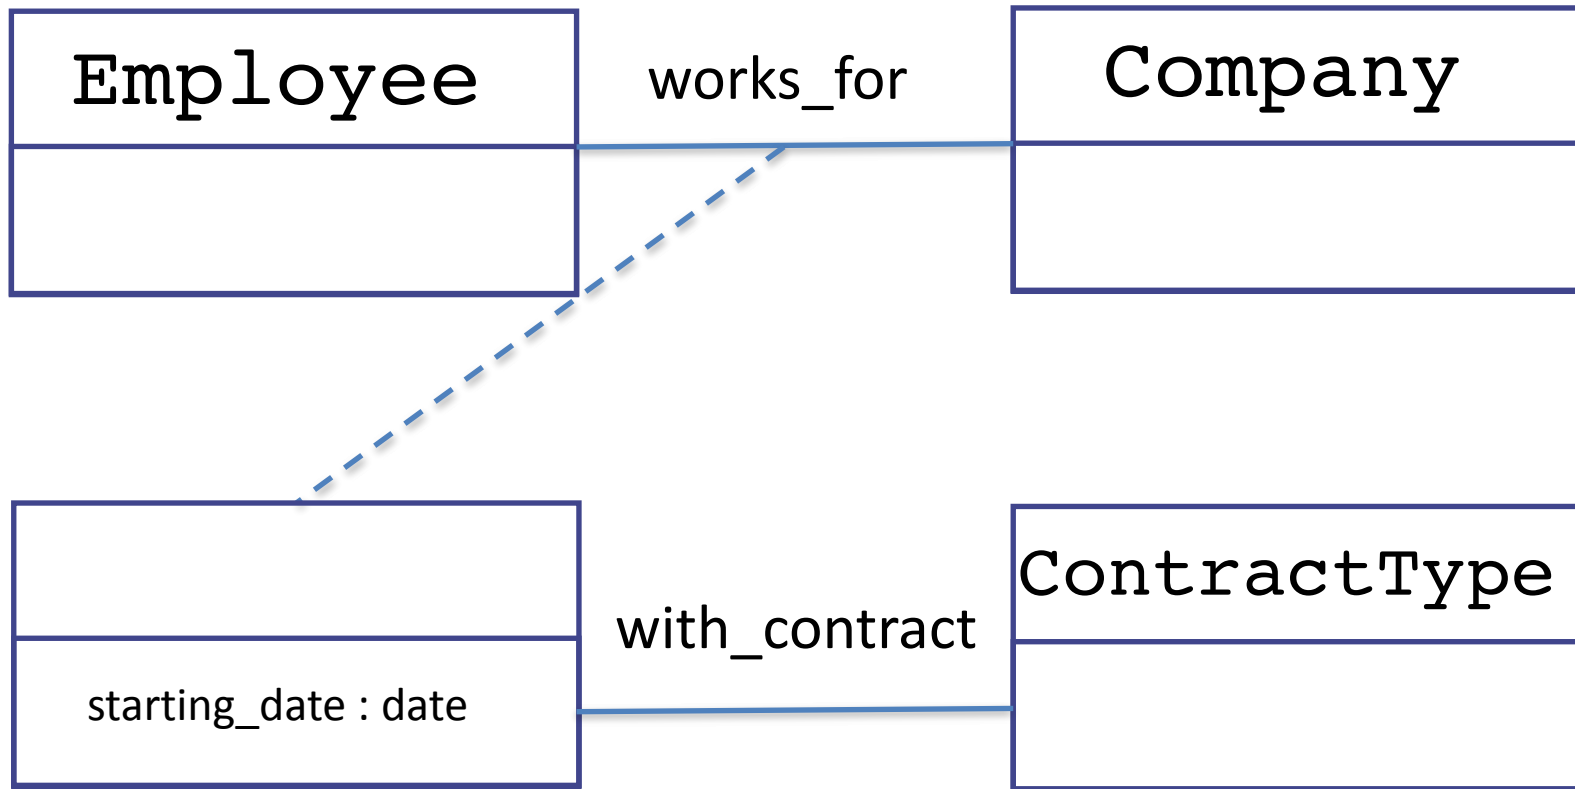 Employee
works_for
Company
ContractType
with_contract
starting_date : date